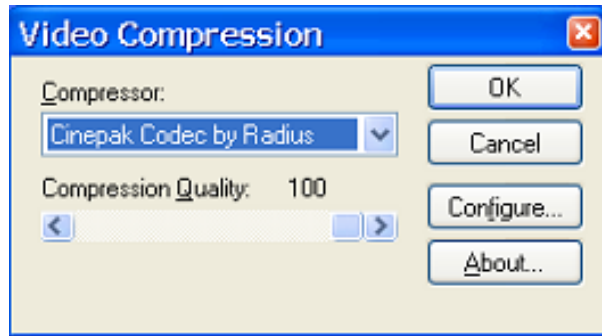 Video Compression
Compressor:
Cinepak Codec by Radius
Compression Quality: 100
OK
Cancel
Configure...
About...